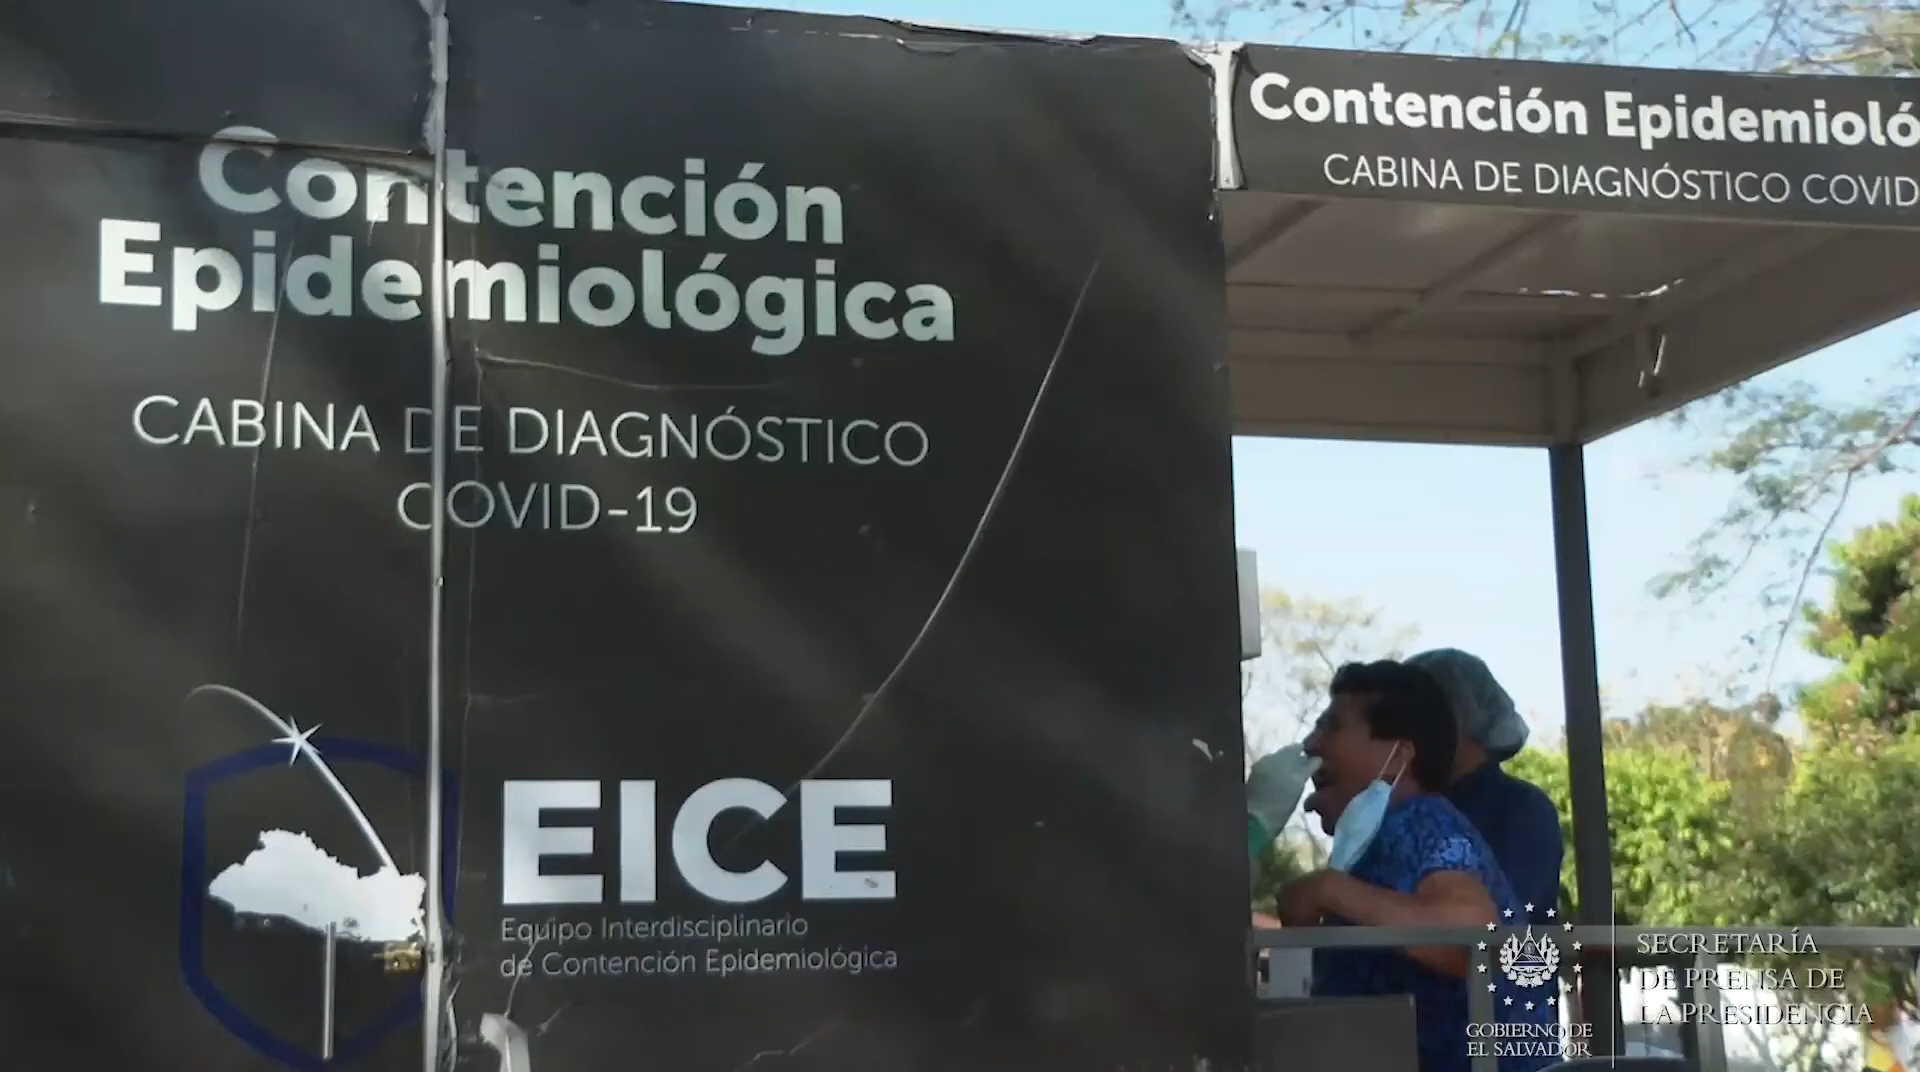 Contención
Epidemiológica
CABINA DE DIAGNÓSTICO
COVID-19
EICE
Equipo Interdisciplinario
de Contención Epidemiológica
Contención Epidemioló
CABINA DE DIAGNÓSTICO COVID
GOBIERNO DE
EL SALVADOR
SECRETARÍA
DE PRENSA DE
LA PRESIDENCIA